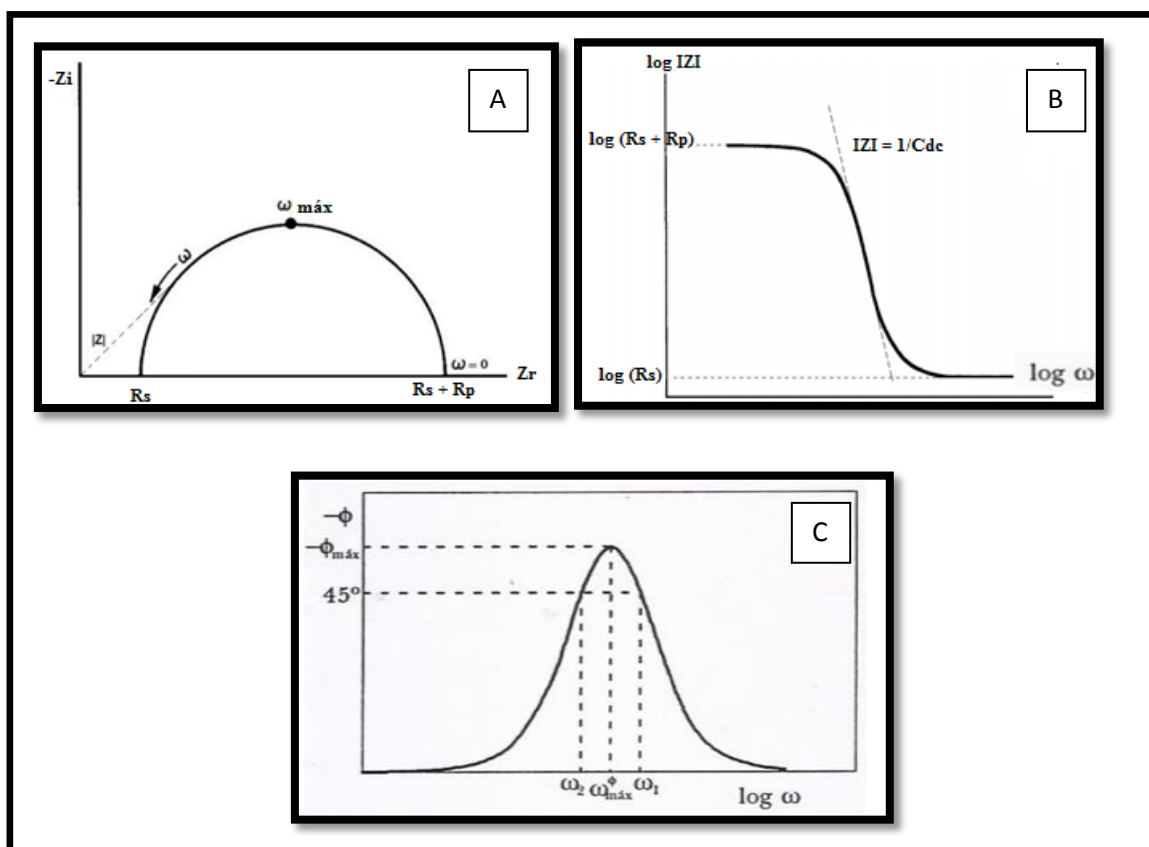 A
-Zi
ω máx
ω
|Z|
ω = 0
Zr
Rs
Rs + Rp
B
log IZI
log (Rs + Rp)
IZI = 1/Cdc
log (Rs)
log ω
C
−ϕ
−ϕmáx
45º
ω2 ωϕmáx ω1
log ω